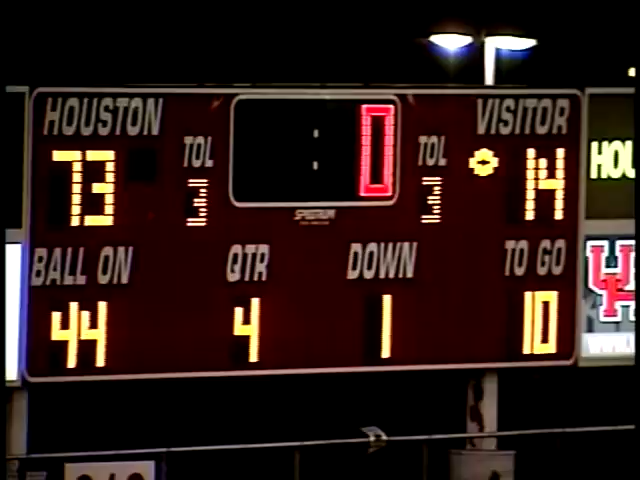 HOUSTON : 0 VISITOR
73 TOL 3 TOL 3 14
SPECTRUM
HOU
BALL ON QTR DOWN TO GO
44 4 1 10
UH